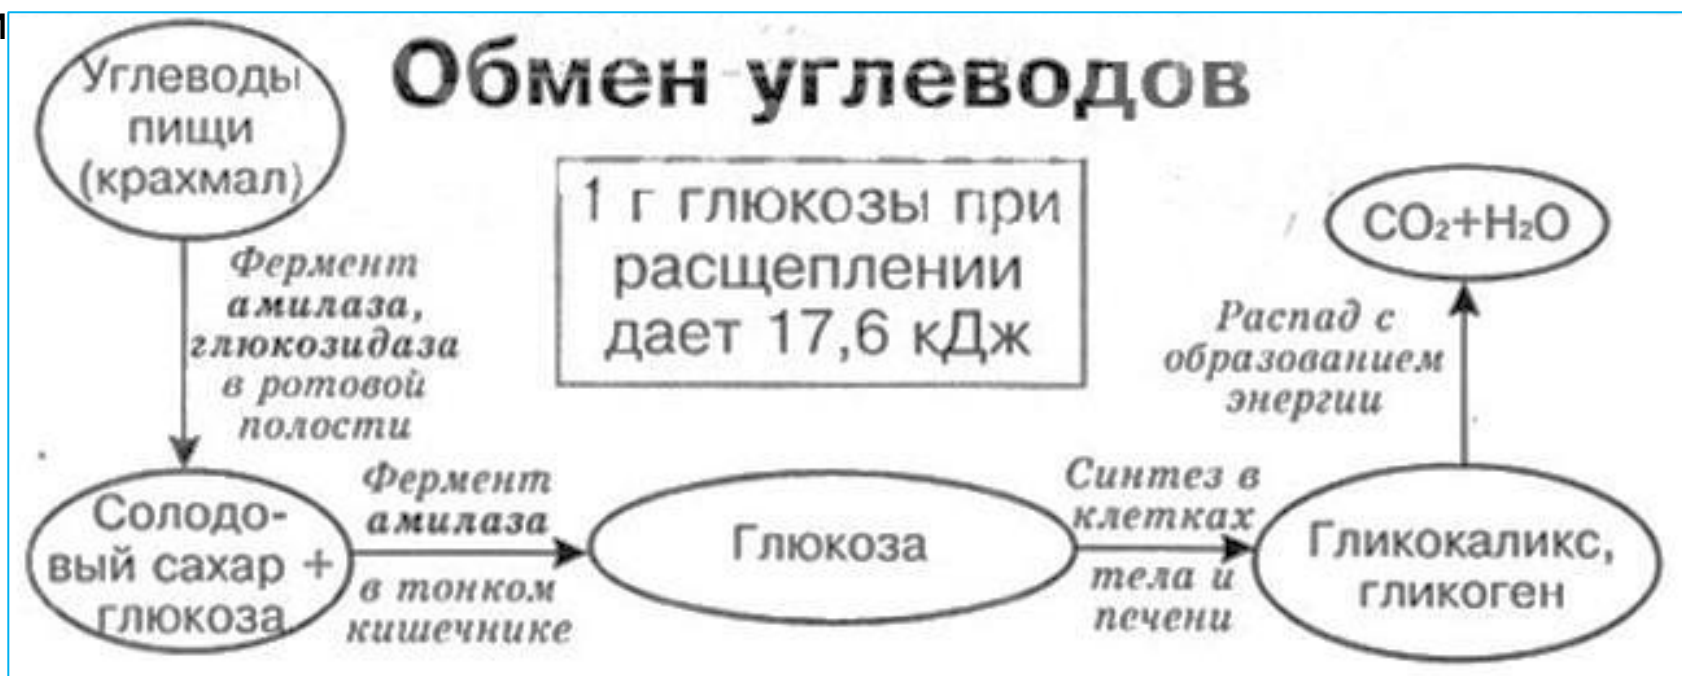 Обмен углеводов
Углеводы
пищи
(крахмал)
1 г глюкозы при
расщеплении
дает 17,6 кДж
CO₂+H₂O
Фермент
амилаза,
глюкозидаза
в ротовой
полости
Распад с
образованием
энергии
Солодо-
вый сахар +
глюкоза
Фермент
амилаза
в тонком
кишечнике
Глюкоза
Синтез в
клетках
тела и
печени
Гликокаликс,
гликоген